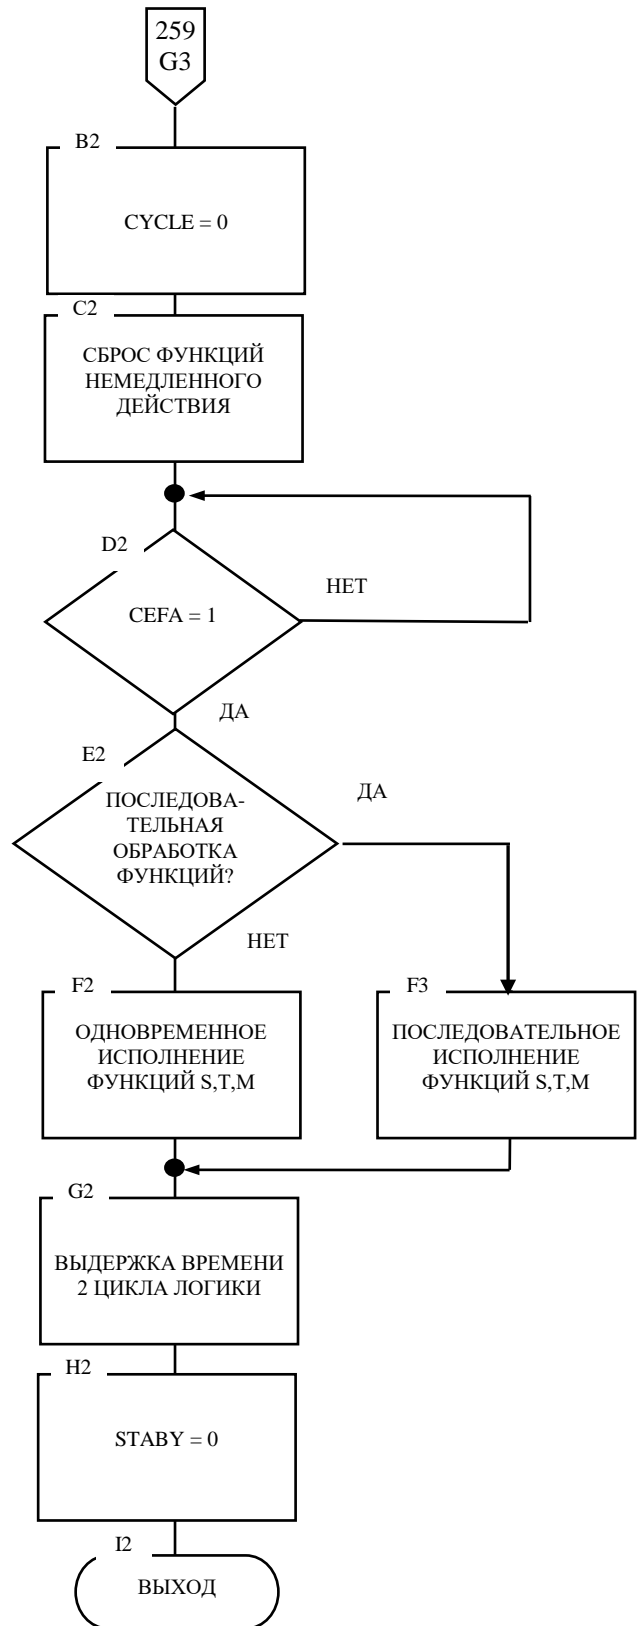 259
G3
B2
CYCLE = 0
C2
СБРОС ФУНКЦИЙ
НЕМЕДЛЕННОГО
ДЕЙСТВИЯ
D2
CEFA = 1
НЕТ
ДА
E2
ПОСЛЕДОВА-
ТЕЛЬНАЯ
ОБРАБОТКА
ФУНКЦИЙ?
ДА
НЕТ
F2
ОДНОВРЕМЕННОЕ
ИСПОЛНЕНИЕ
ФУНКЦИЙ S,T,M
F3
ПОСЛЕДОВАТЕЛЬНОЕ
ИСПОЛНЕНИЕ
ФУНКЦИЙ S,T,M
G2
ВЫДЕРЖКА ВРЕМЕНИ
2 ЦИКЛА ЛОГИКИ
H2
STABY = 0
I2
ВЫХОД